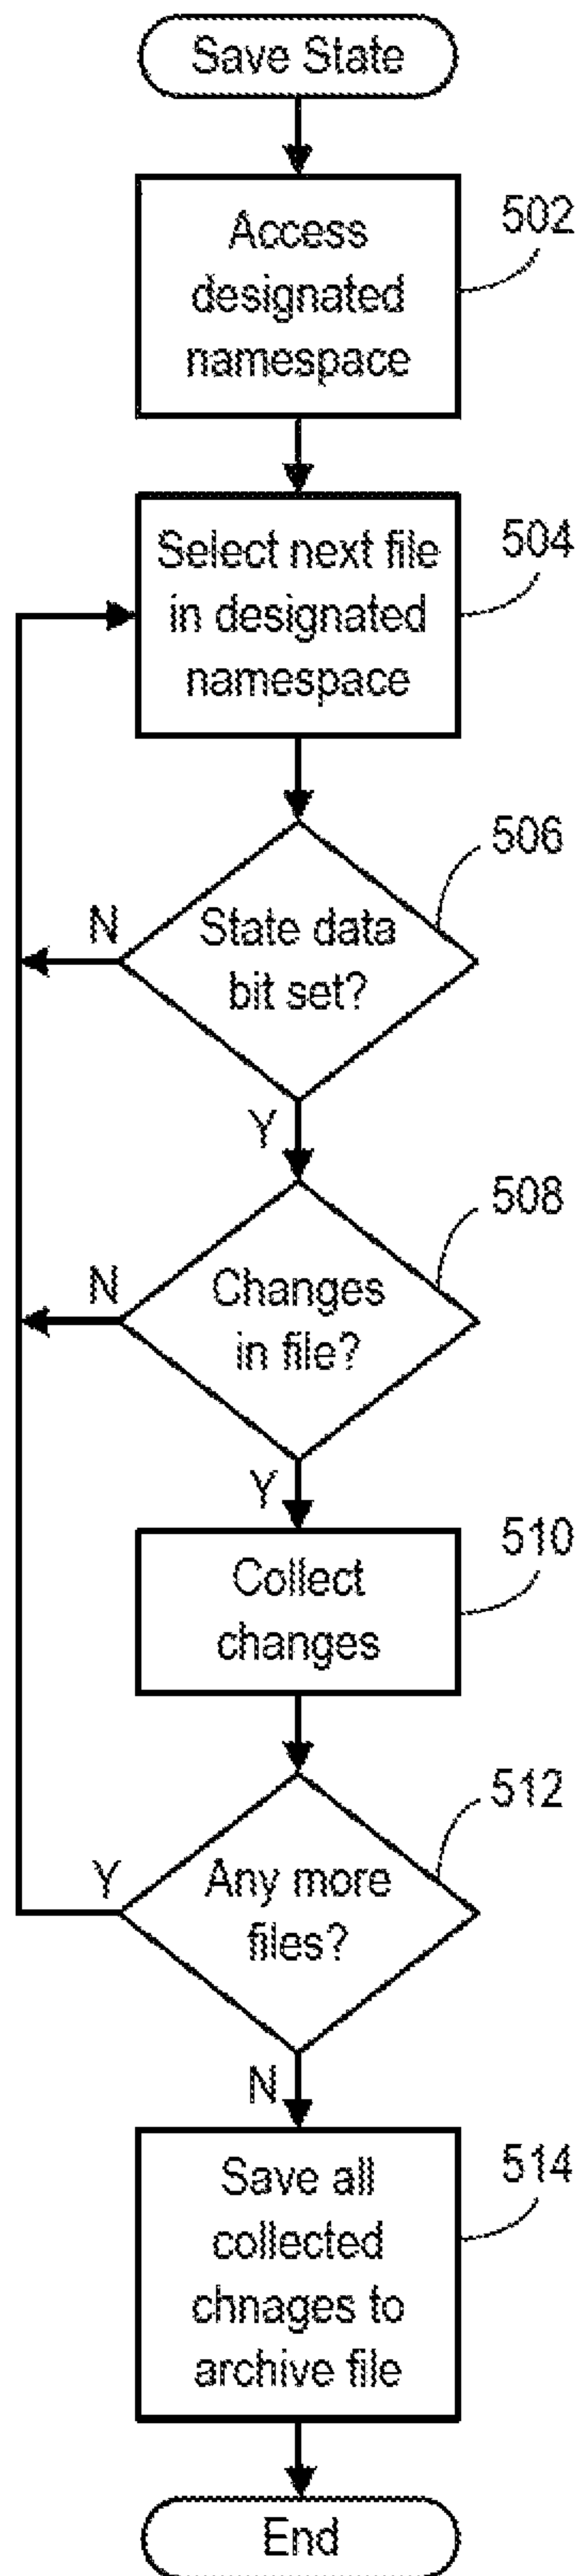 Save State
Access
designated
namespace
502
Select next file
in designated
namespace
504
State data
bit set?
506
N
Y
Changes
in file?
508
N
Y
Collect
changes
510
Any more
files?
512
Y
N
Save all
collected
chnages to
archive file
514
End